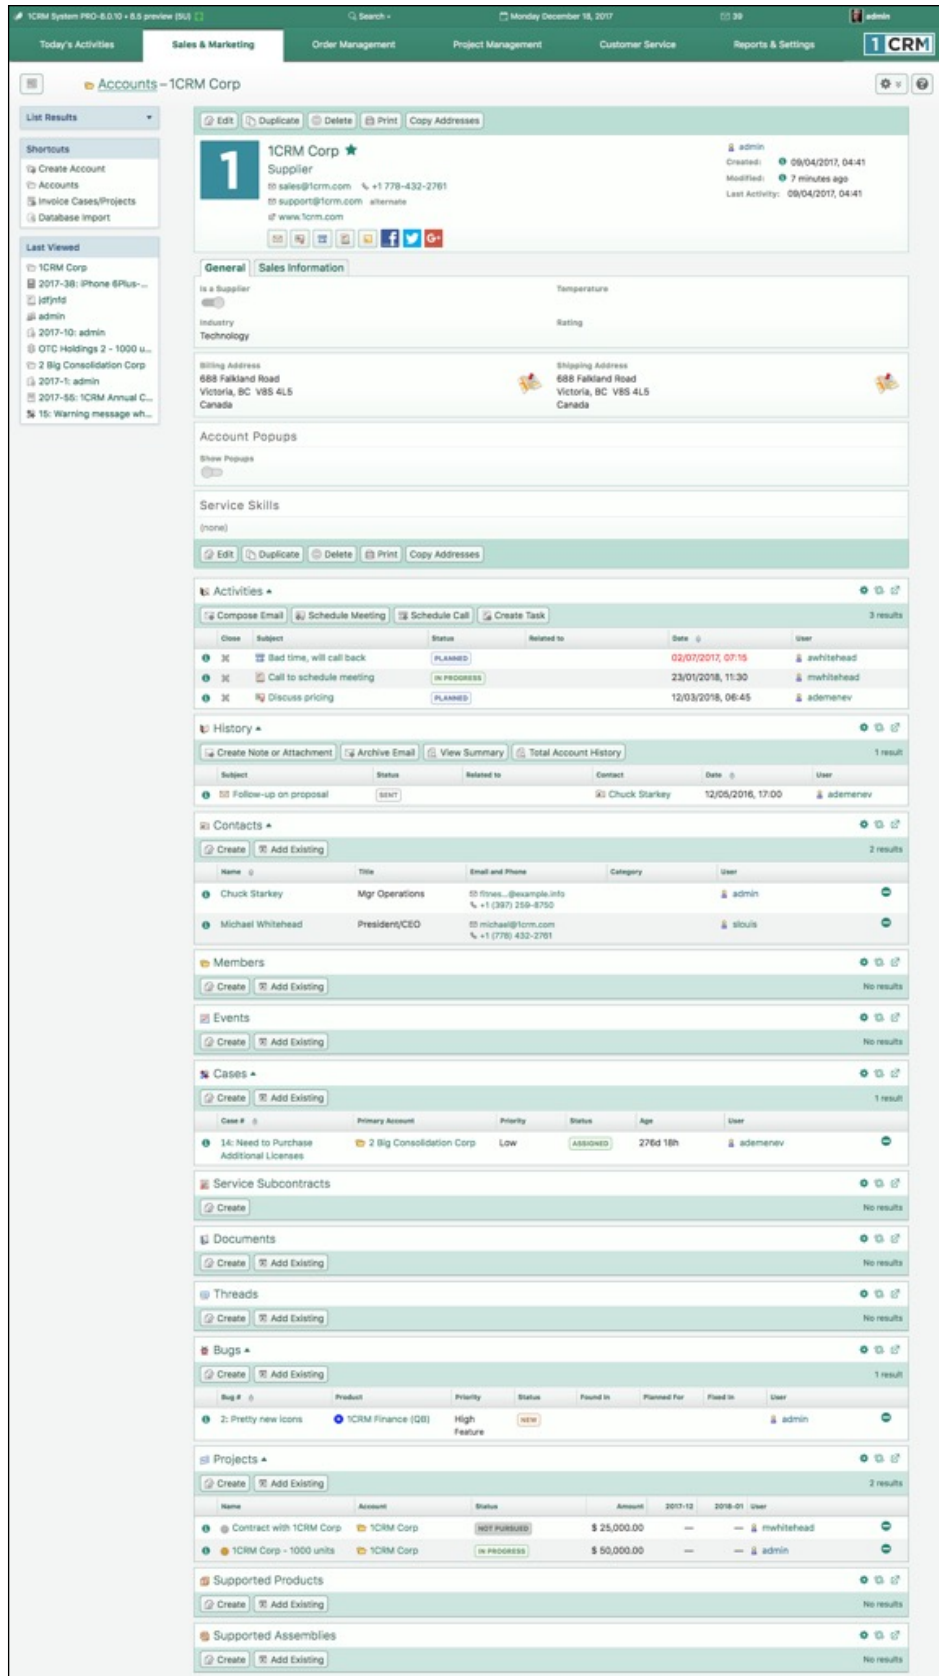 1CRM System PRO-8.0.10 • 8.5 preview (5U)
Search
Monday December 18, 2017
39
admin
Today's Activities
Sales & Marketing
Order Management
Project Management
Customer Service
Reports & Settings
1 CRM
Accounts – 1CRM Corp
List Results
Shortcuts
Create Account
Accounts
Invoice Cases/Projects
Database Import
Last Viewed
1CRM Corp
2017-38: iPhone 6Plus-...
jdfjnfd
admin
2017-10: admin
OTC Holdings 2 - 1000 u...
2 Big Consolidation Corp
2017-1: admin
2017-55: 1CRM Annual C...
15: Warning message wh...
Edit Duplicate Delete Print Copy Addresses
1
1CRM Corp
Supplier
sales@1crm.com +1 778-432-2761
support@1crm.com alternate
www.1crm.com
G+
admin
Created: 09/04/2017, 04:41
Modified: 7 minutes ago
Last Activity: 09/04/2017, 04:41
General Sales Information
Is a Supplier Temperature
Industry Rating
Technology
Billing Address Shipping Address
688 Falkland Road 688 Falkland Road
Victoria, BC V8S 4L5 Victoria, BC V8S 4L5
Canada Canada
Account Popups
Show Popups
Service Skills
(none)
Edit Duplicate Delete Print Copy Addresses
Activities
Compose Email Schedule Meeting Schedule Call Create Task 3 results
Close Subject Status Related to Date User
Bad time, will call back PLANNED 02/07/2017, 07:15 awhitehead
Call to schedule meeting IN PROGRESS 23/01/2018, 11:30 mwhitehead
Discuss pricing PLANNED 12/03/2018, 06:45 ademenev
History
Create Note or Attachment Archive Email View Summary Total Account History 1 result
Subject Status Related to Contact Date User
Follow-up on proposal SENT Chuck Starkey 12/05/2016, 17:00 ademenev
Contacts
Create Add Existing 2 results
Name Title Email and Phone Category User
Chuck Starkey Mgr Operations fitnes...@example.info admin
+1 (397) 259-8750
Michael Whitehead President/CEO michael@1crm.com slouis
+1 (778) 432-2761
Members
Create Add Existing No results
Events
Create Add Existing No results
Cases
Create Add Existing 1 result
Case # Primary Account Priority Status Age User
14: Need to Purchase 2 Big Consolidation Corp Low ASSIGNED 276d 18h ademenev
Additional Licenses
Service Subcontracts
Create No results
Documents
Create Add Existing No results
Threads
Create Add Existing No results
Bugs
Create Add Existing 1 result
Bug # Product Priority Status Found In Planned For Fixed In User
2: Pretty new icons 1CRM Finance (QB) High NEW admin
Feature
Projects
Create Add Existing 2 results
Name Account Status Amount 2017-12 2018-01 User
Contract with 1CRM Corp 1CRM Corp NOT PURSUED $ 25,000.00 — — mwhitehead
1CRM Corp - 1000 units 1CRM Corp IN PROGRESS $ 50,000.00 — — admin
Supported Products
Create Add Existing No results
Supported Assemblies
Create Add Existing No results